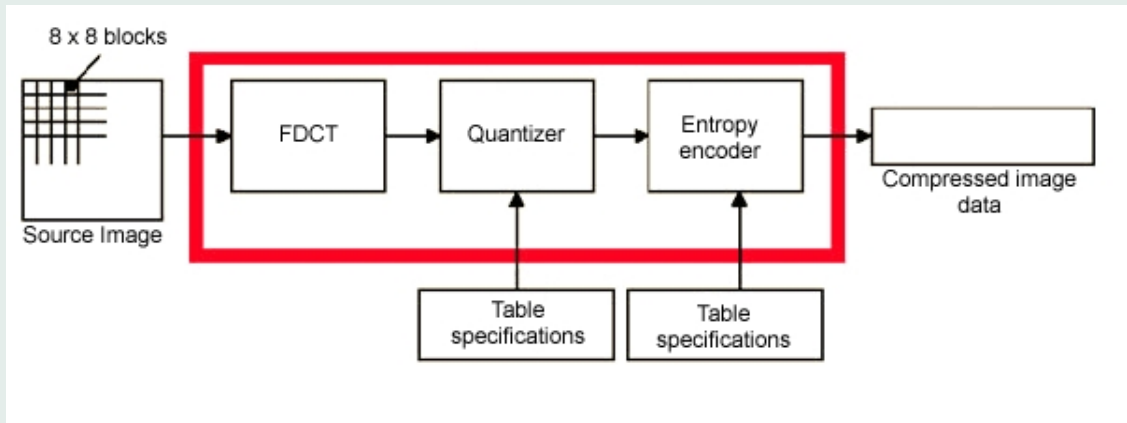 8 x 8 blocks
FDCT
Quantizer
Entropy
encoder
Source Image
Compressed image
data
Table
specifications
Table
specifications